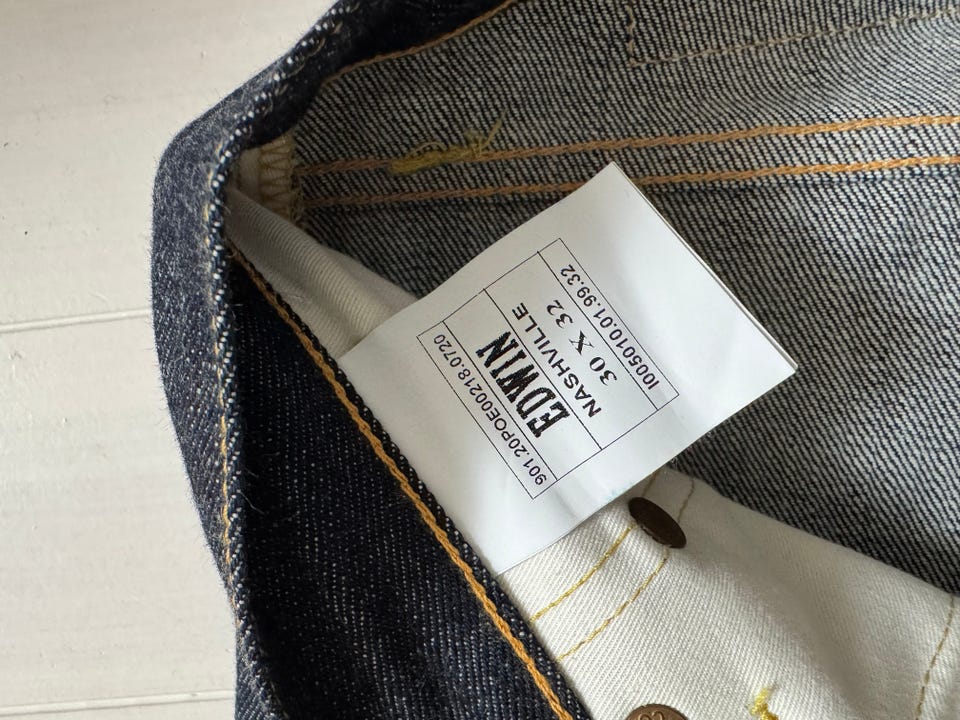 901.20POE00218.0720
EDWIN
NASHVILLE
30 X 32
I005010.01.99.32